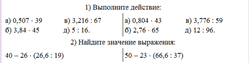 1) Выполните действие:
а) 0,507 · 39 в) 3,216 : 67 а) 0,804 · 43 в) 3,776 : 59
б) 3,84 · 45 д) 5 : 16. б) 2,76 · 65 д) 12 : 96.
2) Найдите значение выражения:
40 – 26 · (26,6 : 19) 50 – 23 · (66,6 : 37)